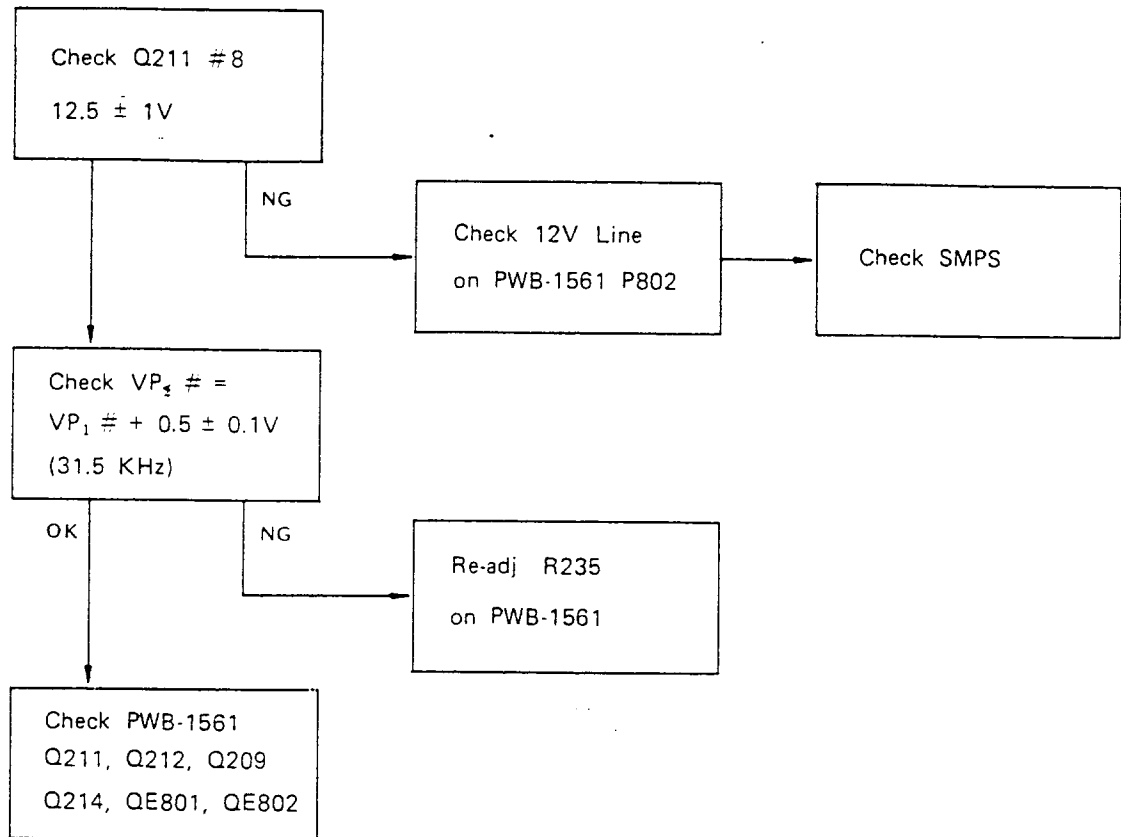 Check Q211 #8
12.5 ± 1V
NG
Check 12V Line
on PWB-1561 P802
Check SMPS
Check # =
VP₁ # + 0.5 ± 0.1V
(31.5 KHz)
OK
NG
Re-adj R235
on PWB-1561
Check PWB-1561
Q211, Q212, Q209
Q214, QE801, QE802